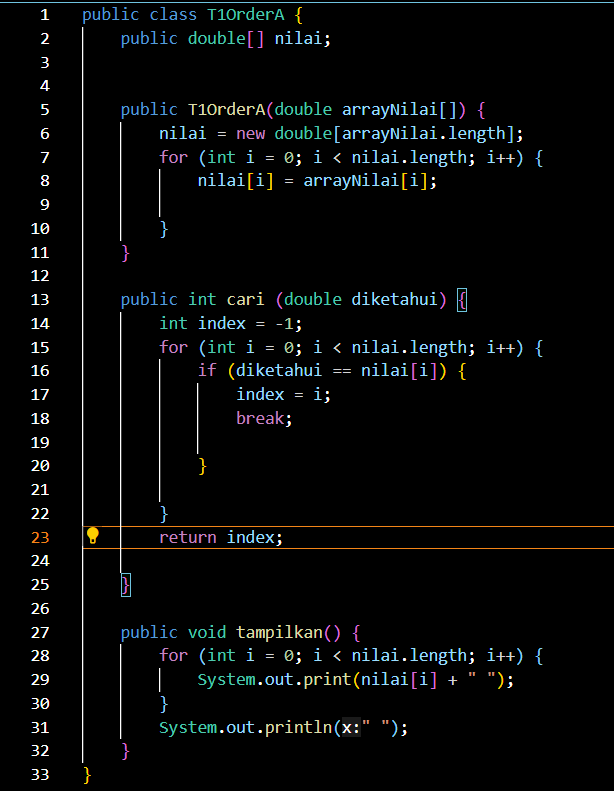 1 public class T1OrderA {
2     public double[] nilai;
3
4
5     public T1OrderA(double arrayNilai[]) {
6         nilai = new double[arrayNilai.length];
7         for (int i = 0; i < nilai.length; i++) {
8             nilai[i] = arrayNilai[i];
9
10         }
11     }
12
13     public int cari (double diketahui) {
14         int index = -1;
15         for (int i = 0; i < nilai.length; i++) {
16             if (diketahui == nilai[i]) {
17                 index = i;
18                 break;
19
20             }
21
22         }
23         return index;
24
25     }
26
27     public void tampilkan() {
28         for (int i = 0; i < nilai.length; i++) {
29             System.out.print(nilai[i] + " ");
30         }
31         System.out.println(x:" ");
32     }
33 }